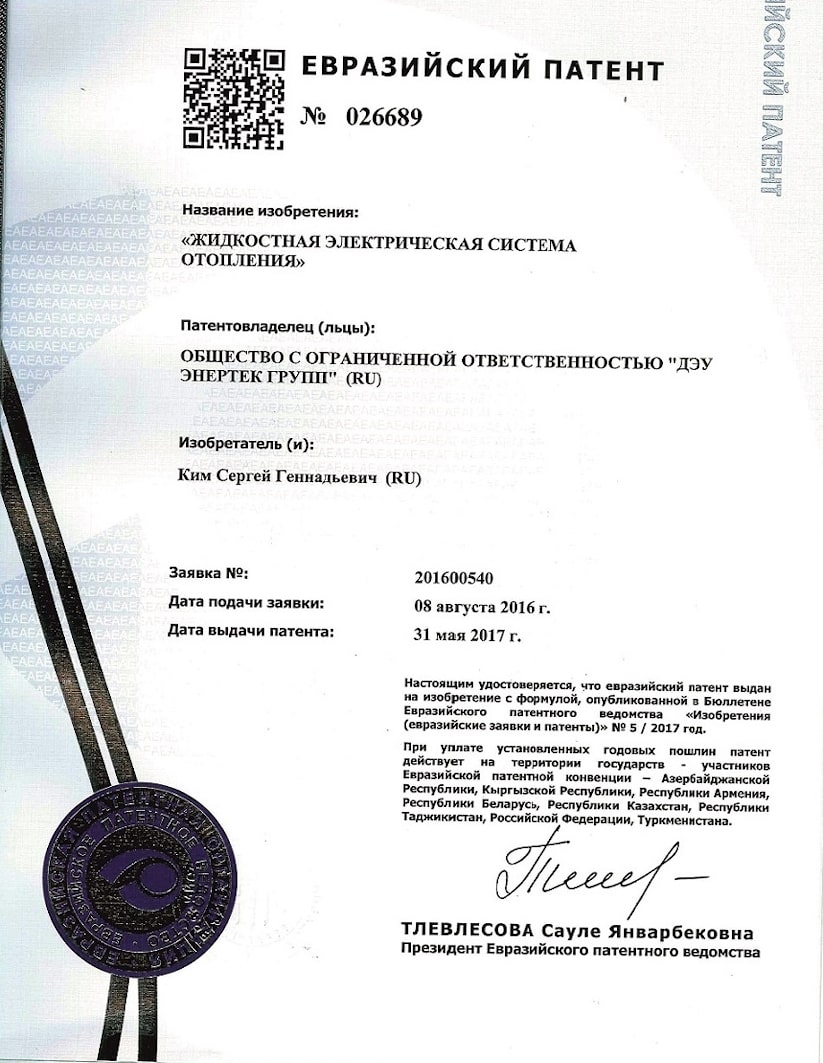 ЕВРАЗИЙСКИЙ ПАТЕНТ
№ 026689
ЙСКИЙ ПАТЕНТ
Название изобретения:
«ЖИДКОСТНАЯ ЭЛЕКТРИЧЕСКАЯ СИСТЕМА
ОТОПЛЕНИЯ»
Патентовладелец (льцы):
ОБЩЕСТВО С ОГРАНИЧЕННОЙ ОТВЕТСТВЕННОСТЬЮ "ДЭУ
ЭНЕРТЕК ГРУПП" (RU)
Изобретатель (и):
Ким Сергей Геннадьевич (RU)
Заявка №: 201600540
Дата подачи заявки: 08 августа 2016 г.
Дата выдачи патента: 31 мая 2017 г.
Настоящим удостоверяется, что евразийский патент выдан
на изобретение с формулой, опубликованной в Бюллетене
Евразийского патентного ведомства «Изобретения
(евразийские заявки и патенты)» № 5 / 2017 год.
При уплате установленных годовых пошлин патент
действует на территории государств - участников
Евразийской патентной конвенции – Азербайджанской
Республики, Кыргызской Республики, Республики Армения,
Республики Беларусь, Республики Казахстан, Республики
Таджикистан, Российской Федерации, Туркменистана.
ТЛЕВЛЕСОВА Сауле Январбековна
Президент Евразийского патентного ведомства
ЕВРАЗИЙСКАЯ ПАТЕНТНАЯ ОРГАНИЗАЦИЯ
ЕВРАЗИЙСКОЕ ПАТЕНТНОЕ ВЕДОМСТВО